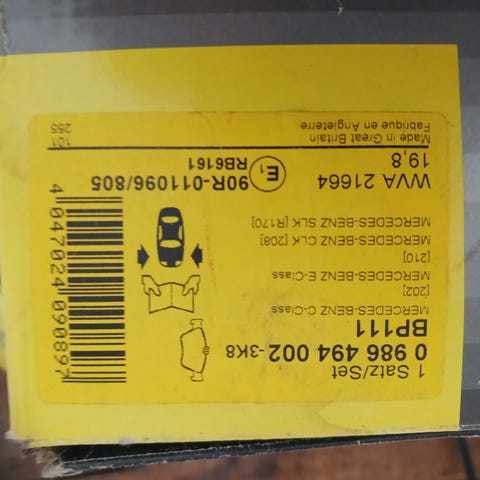 1 Satz/Set
0 986 494 002-3K8
BP111
MERCEDES-BENZ C-Class
[202]
MERCEDES-BENZ E-Class
[210]
MERCEDES-BENZ CLK [208]
MERCEDES-BENZ SLK [R170]
WVA 21664
19,8
E1 90R-011096/805
RB6161
Made in Great Britain
Fabrique en Angleterre
101
255
4 047024 090897